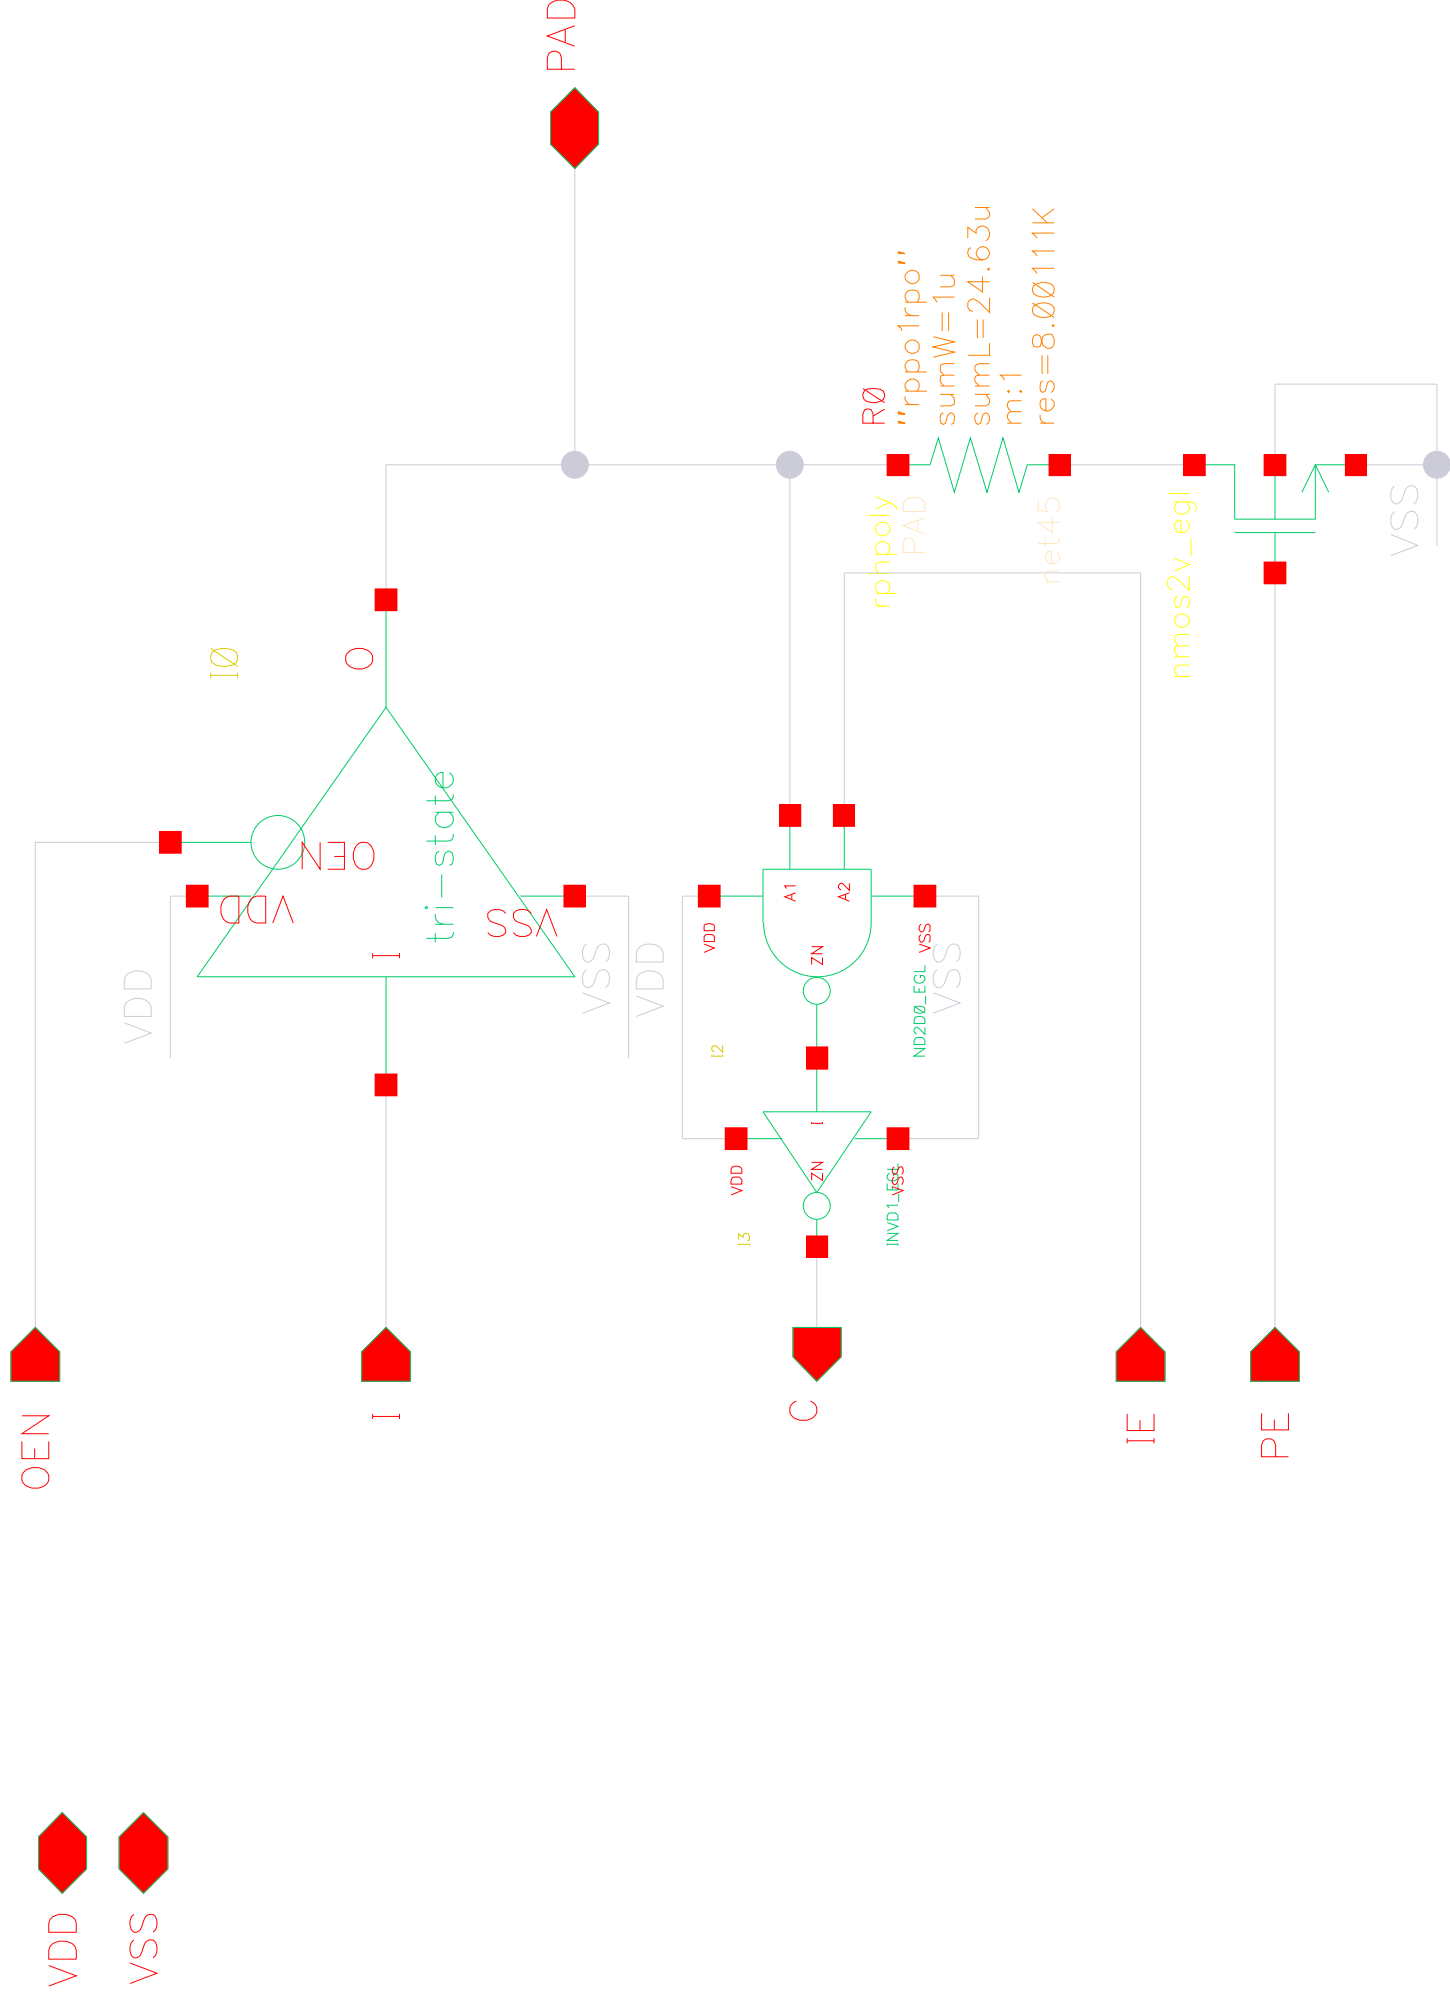 PAD
R0
"rppo1rpo"
sumW=1u
sumL=24.63u
m:1
res=8.00111K
rpnpoly
PAD
net45
nmos2v_egl
VSS
I0
O
tri-state
OEN
VDD
VSS
I
VDD
VSS
VDD
A1
A2
VDD
ZN
VSS
VSS
I2
ND2D0_EGL
I
VDD
ZN
VSS
I3
INVD1_EGL
OEN
I
C
IE
PE
VDD
VSS